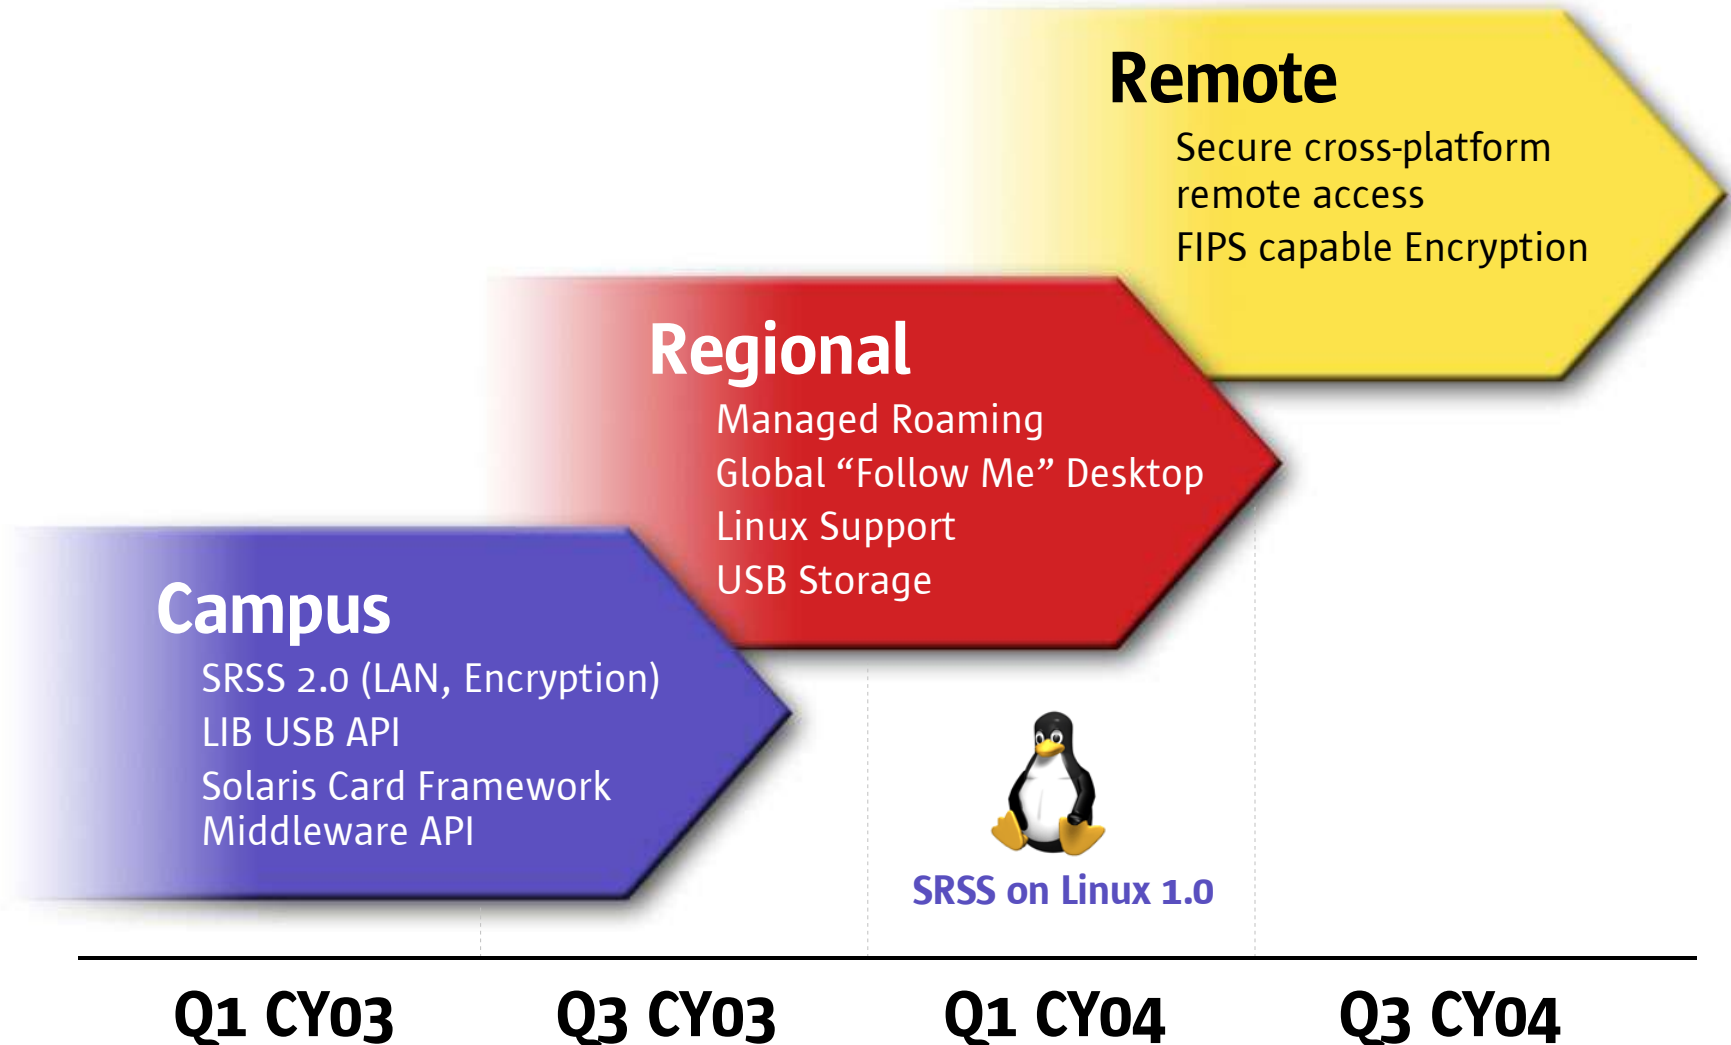 Remote
Secure cross-platform
remote access
FIPS capable Encryption
Regional
Managed Roaming
Global “Follow Me” Desktop
Linux Support
USB Storage
Campus
SRSS 2.0 (LAN, Encryption)
LIB USB API
Solaris Card Framework
Middleware API
SRSS on Linux 1.0
Q1 CY03 Q3 CY03 Q1 CY04 Q3 CY04